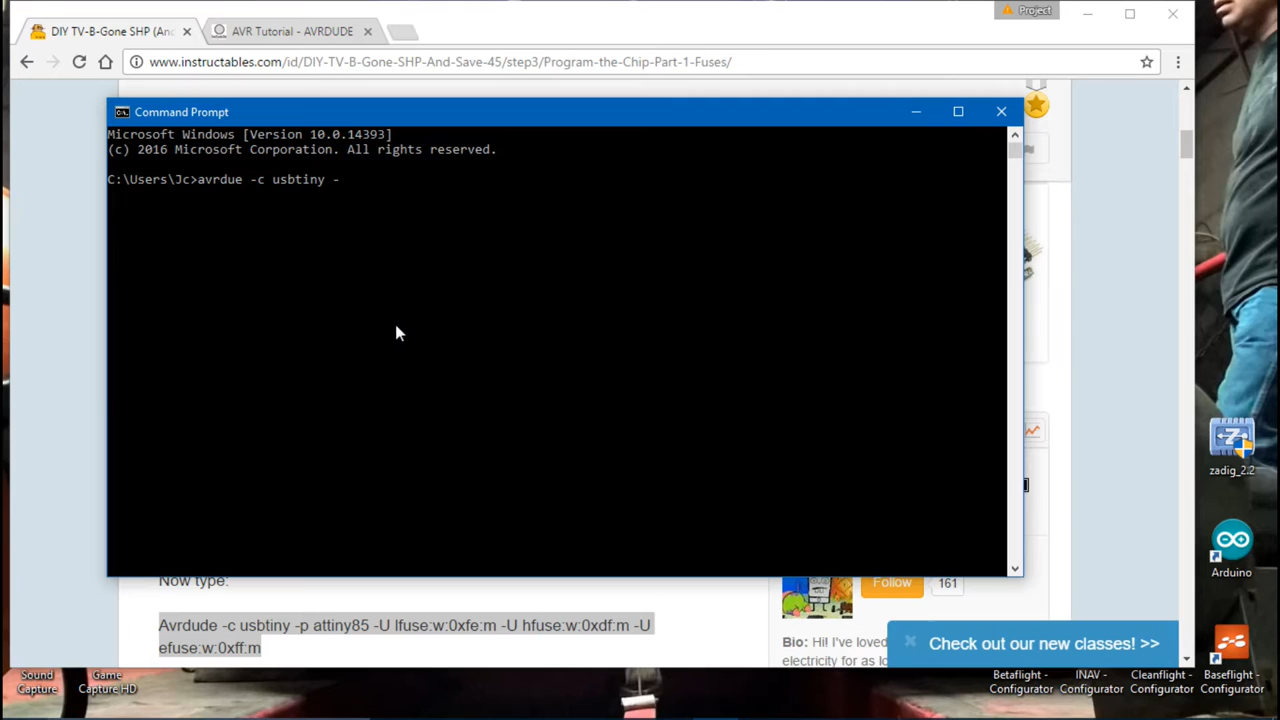 Project
DIY TV-B-Gone SHP (Anc
AVR Tutorial - AVRDUDE
www.instructables.com/id/DIY-TV-B-Gone-SHP-And-Save-45/step3/Program-the-Chip-Part-1-Fuses/
Command Prompt
Microsoft Windows [Version 10.0.14393]
(c) 2016 Microsoft Corporation. All rights reserved.
C:\Users\Jc>avrdue -c usbtiny -
zadig_2.2
Arduino
Now type:
Follow
161
Avrdude -c usbtiny -p attiny85 -U lfuse:w:0xfe:m -U hfuse:w:0xdf:m -U
efuse:w:0xff:m
Bio: Hi! I've loved
electricity for as lo
Check out our new classes! >>
Sound
Capture
Game
Capture HD
Betaflight -
Configurator
INAV -
Configurator
Cleanflight -
Configurator
Baseflight -
Configurator